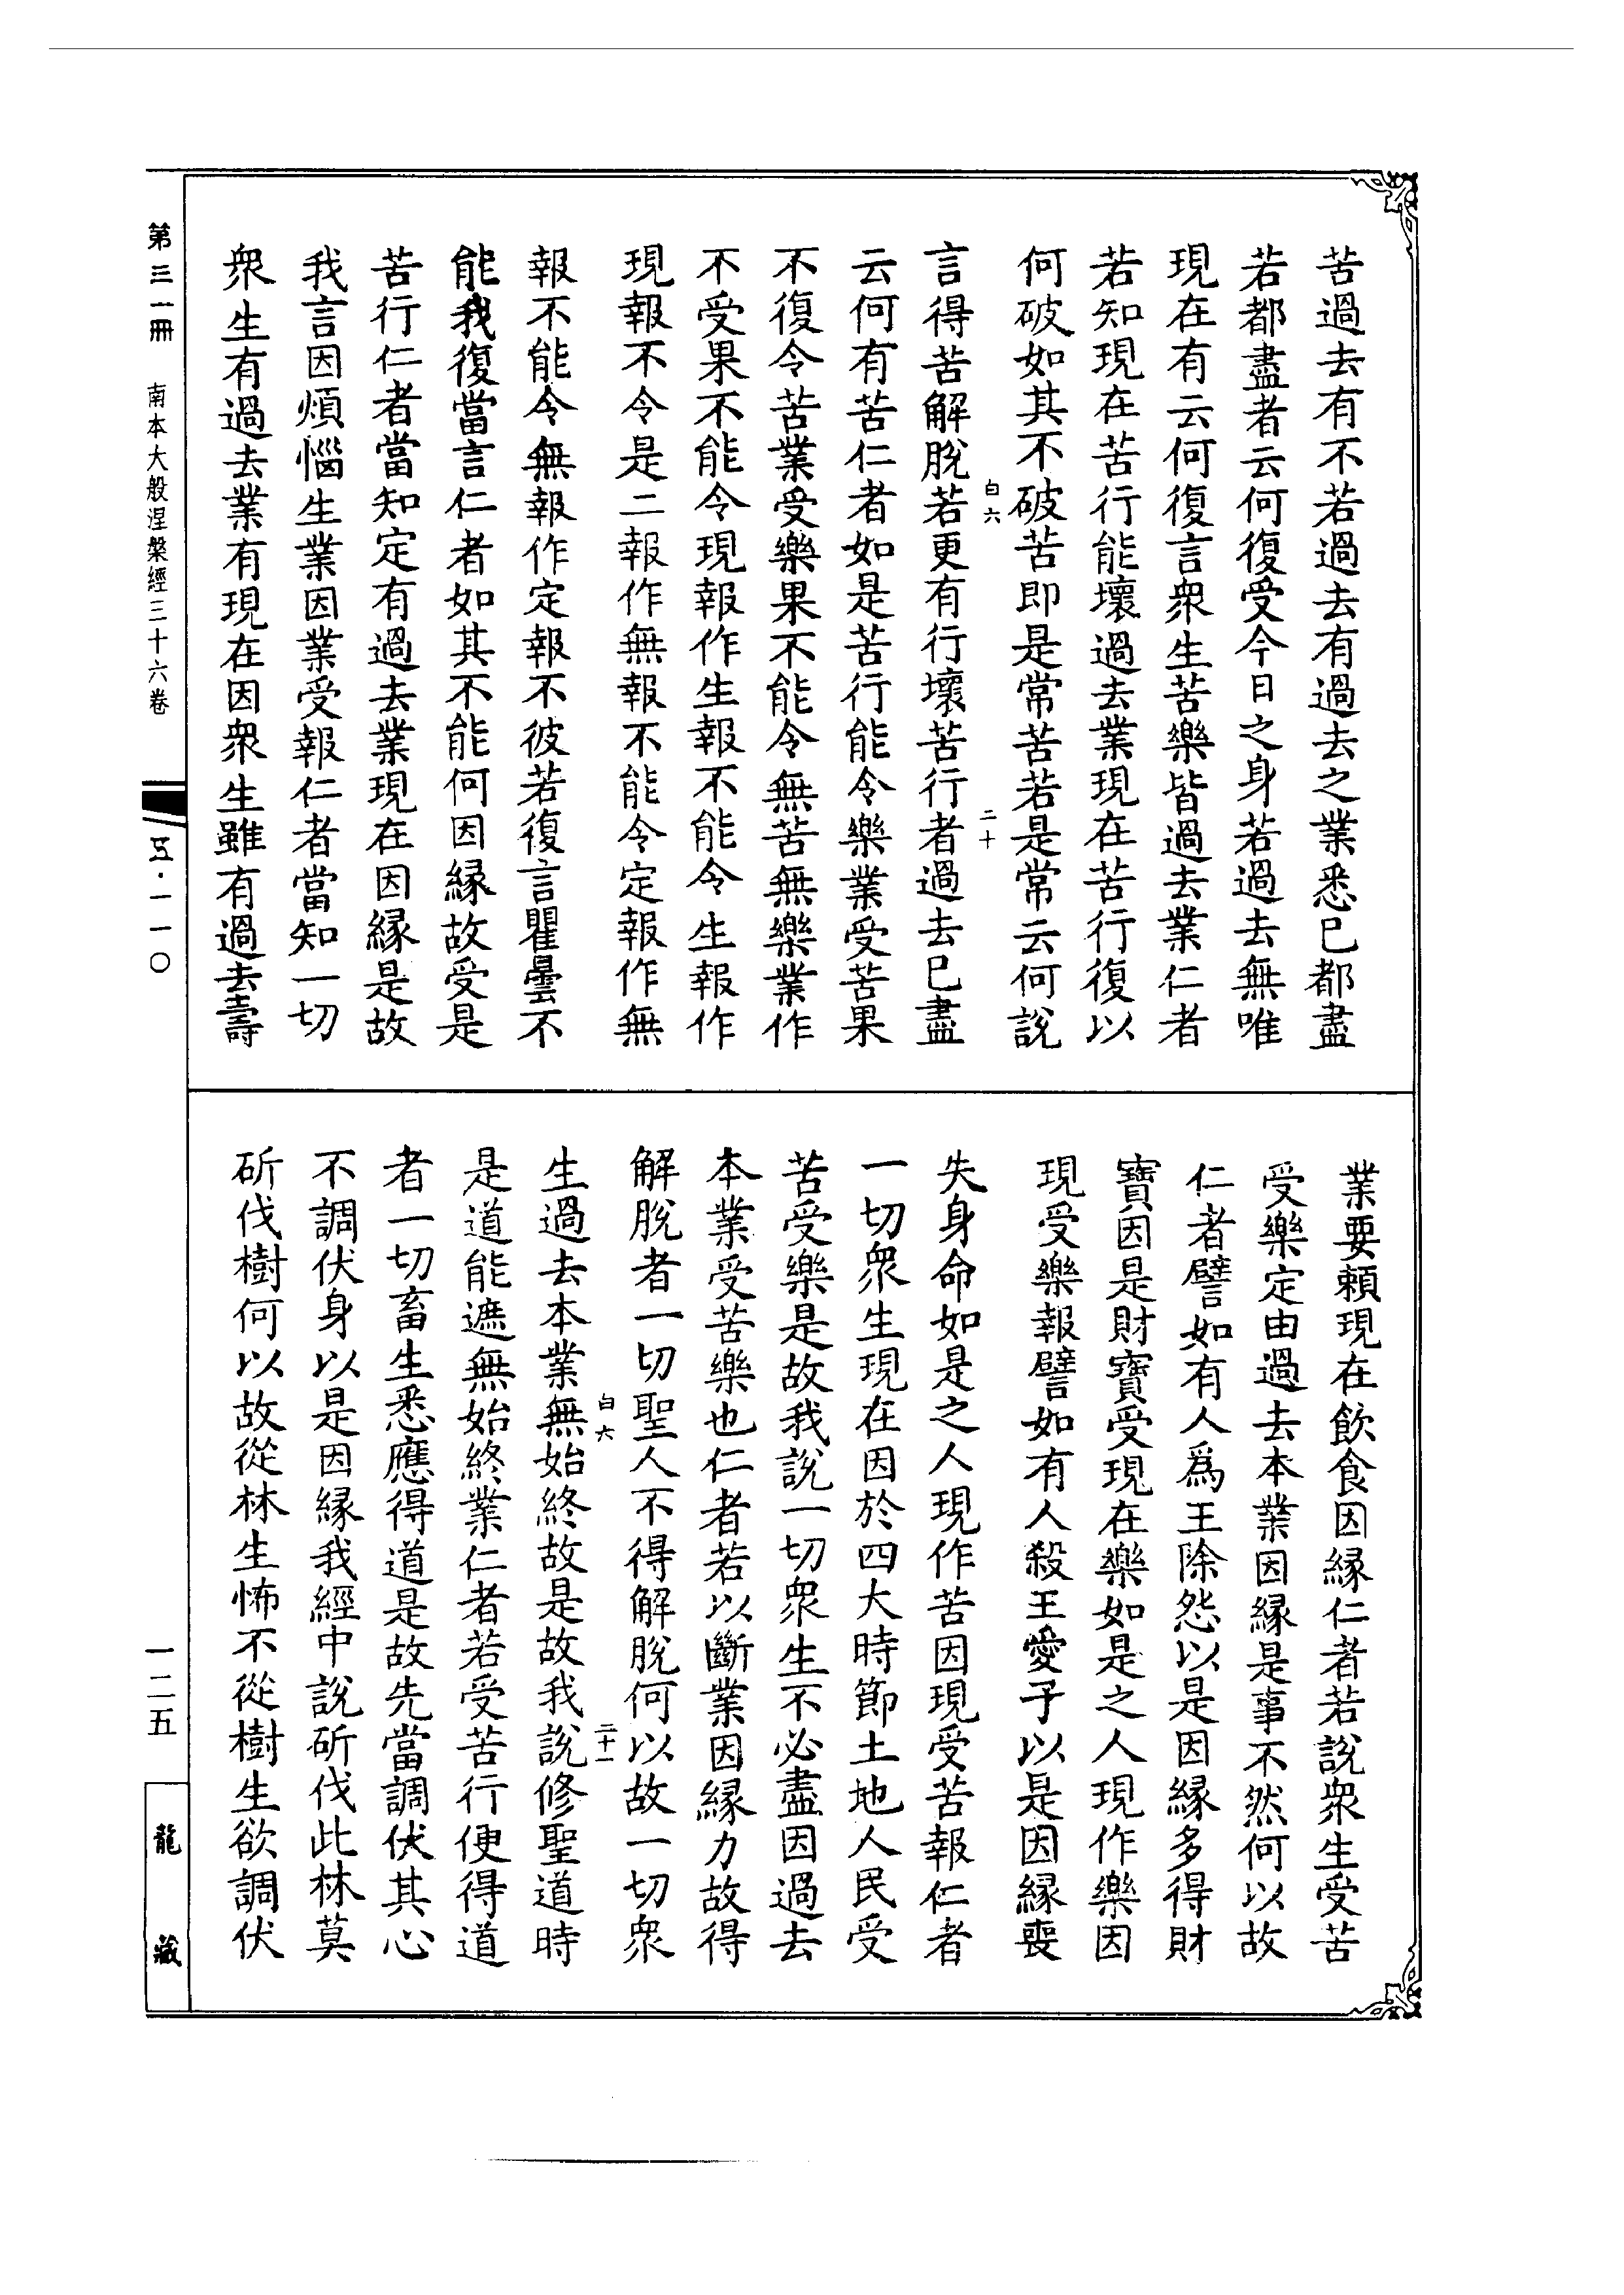 苦過去有不若過去有過去之業悉已都盡
若都盡者云何復受今日之身若過去無唯
現在有云何復言衆生苦樂皆過去業仁者
若知現在苦行能壞過去業現在苦行復以
何破如其不破苦即是常苦若是常云何說
白六
二十
言得苦解脫若更有行壞苦行者過去已盡
云何有苦仁者如是苦行能令樂業受苦果
不復令苦業受樂果不能令無苦無樂業作
不受果不能令現報作生報不能令生報作
現報不令是二報作無報不能令定報作無
報不能令無報作定報不彼若復言瞿曇不
能我復當言仁者如其不能何因緣故受是
苦行仁者當知定有過去業現在因緣是故
我言因煩惱生業因業受報仁者當知一切
衆生有過去業有現在因衆生雖有過去壽
業要賴現在飲食因緣仁者若說衆生受苦
受樂定由過去本業因緣是事不然何以故
仁者譬如有人爲王除怨以是因緣多得財
寶因是財寶受現在樂如是之人現作樂因
現受樂報譬如有人殺王愛子以是因緣喪
失身命如是之人現作苦因現受苦報仁者
一切衆生現在因於四大時節土地人民受
苦受樂是故我說一切衆生不必盡因過去
本業受苦樂也仁者若以斷業因緣力故得
解脫者一切聖人不得解脫何以故一切衆
白六
二十一
生過去本業無始終故是故我說修聖道時
是道能遮無始終業仁者若受苦行便得道
者一切畜生悉應得道是故先當調伏其心
不調伏身以是因緣我經中說斫伐此林莫
斫伐樹何以故從林生怖不從樹生欲調伏
第三一冊
南本大般涅槃經三十六卷
五·一一〇
一二五
龍藏